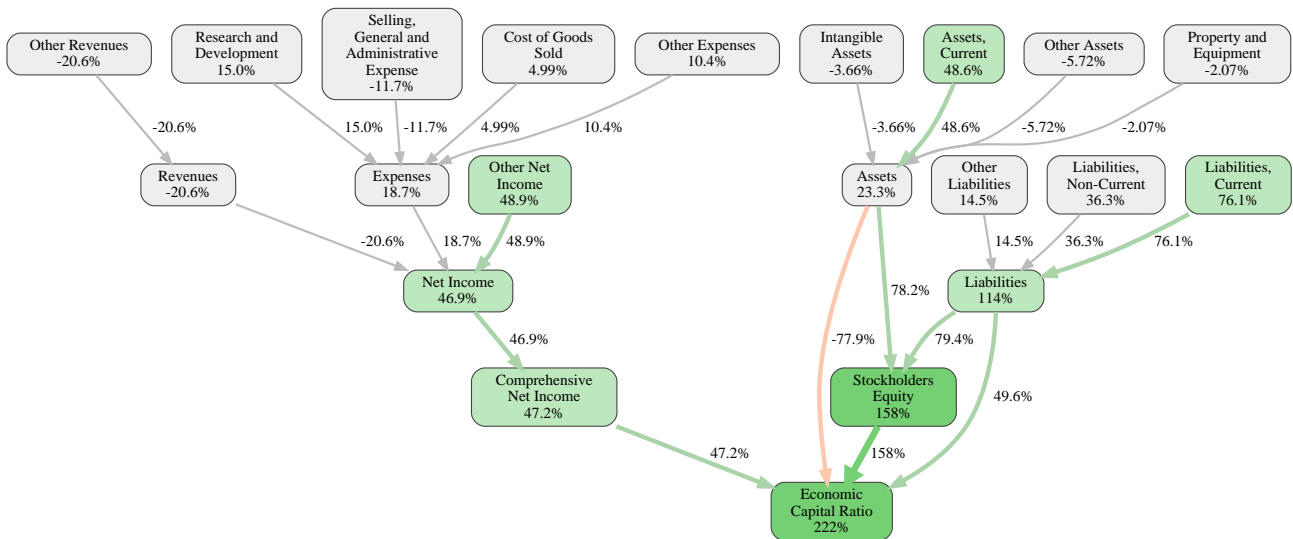 Other Revenues
-20.6%
Research and
Development
15.0%
Selling,
General and
Administrative
Expense
-11.7%
Cost of Goods
Sold
4.99%
Other Expenses
10.4%
Intangible
Assets
-3.66%
Assets,
Current
48.6%
Other Assets
-5.72%
Property and
Equipment
-2.07%
-20.6%
15.0%
-11.7%
4.99%
10.4%
-3.66%
48.6%
-5.72%
-2.07%
Revenues
-20.6%
Expenses
18.7%
Other Net
Income
48.9%
Assets
23.3%
Other
Liabilities
14.5%
Liabilities,
Non-Current
36.3%
Liabilities,
Current
76.1%
-20.6%
18.7%
48.9%
14.5%
36.3%
76.1%
Net Income
46.9%
78.2%
Liabilities
114%
46.9%
-77.9%
79.4%
Comprehensive
Net Income
47.2%
Stockholders
Equity
158%
49.6%
47.2%
158%
Economic
Capital Ratio
222%